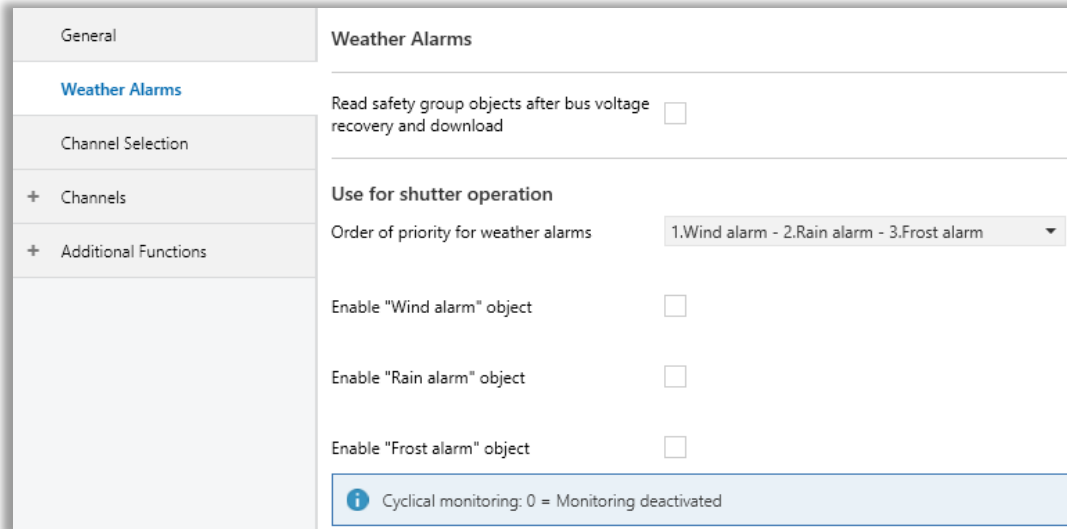 General
Weather Alarms
Channel Selection
+ Channels
+ Additional Functions
Weather Alarms
Read safety group objects after bus voltage
recovery and download
Use for shutter operation
Order of priority for weather alarms
1.Wind alarm - 2.Rain alarm - 3.Frost alarm
Enable "Wind alarm" object
Enable "Rain alarm" object
Enable "Frost alarm" object
Cyclical monitoring: 0 = Monitoring deactivated